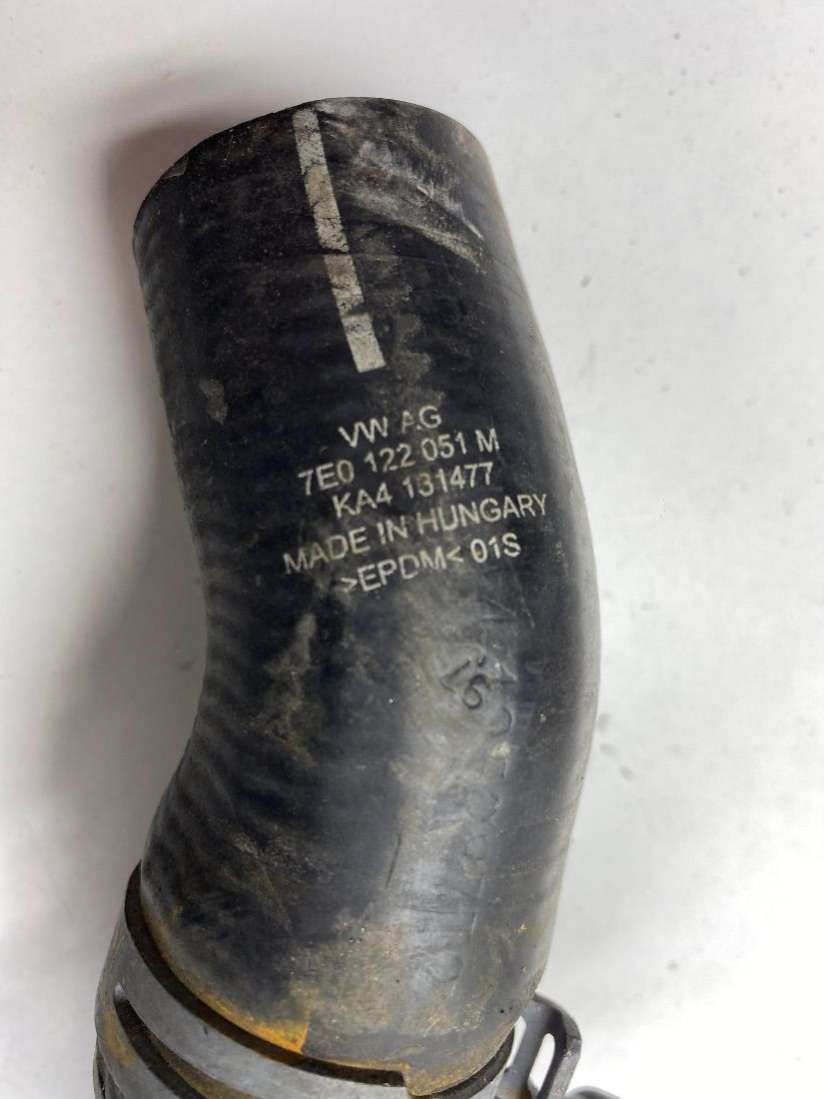 VW AG
7E0 122 051 M
KA4 131477
MADE IN HUNGARY
>EPDM< 01S